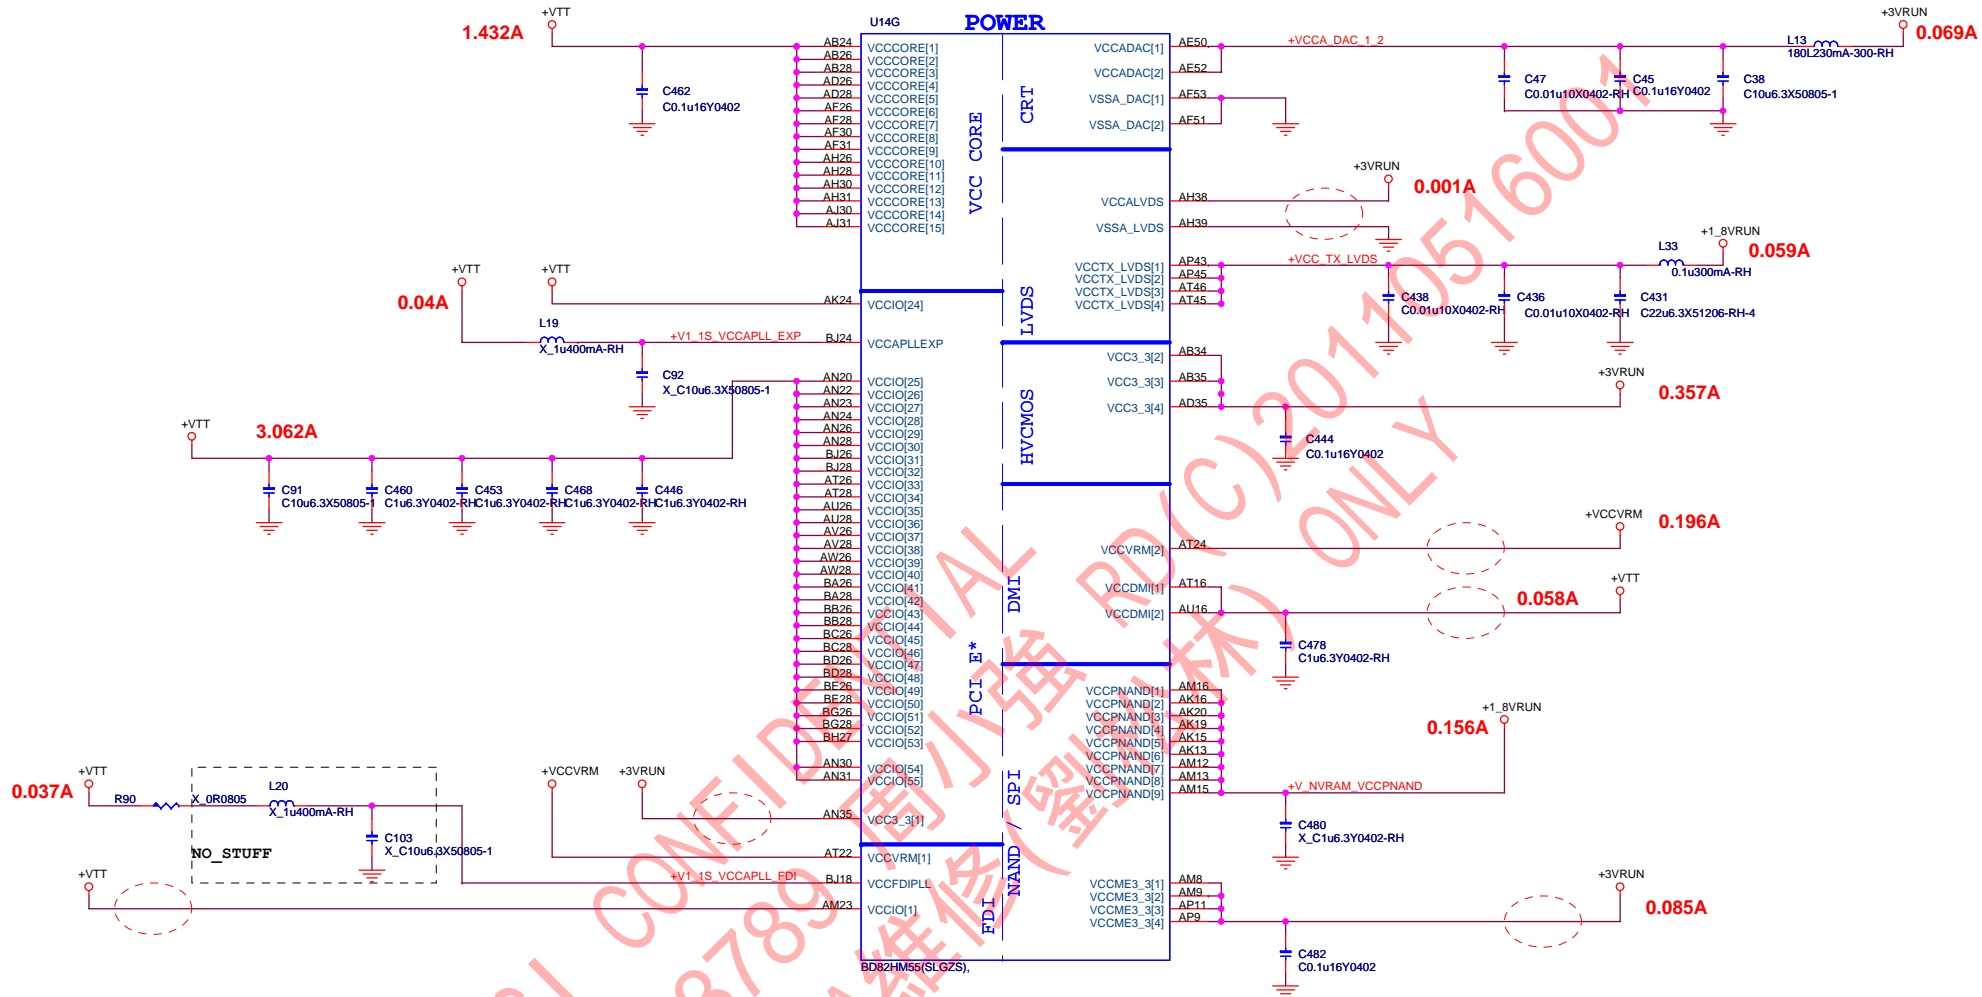 POWER
U14G
+VTT
1.432A
C462
C0.1u16Y0402
AB24 VCCCORE[1]
AB26 VCCCORE[2]
AB28 VCCCORE[3]
AD26 VCCCORE[4]
AD28 VCCCORE[5]
AF26 VCCCORE[6]
AF28 VCCCORE[7]
AF30 VCCCORE[8]
AF31 VCCCORE[9]
AH26 VCCCORE[10]
AH28 VCCCORE[11]
AH30 VCCCORE[12]
AH31 VCCCORE[13]
AJ30 VCCCORE[14]
AJ31 VCCCORE[15]
VCC CORE
+VTT
+VTT
0.04A
AK24 VCCIO[24]
L19
X_1u400mA-RH
+V1_1S_VCCAPLL_EXP
BJ24 VCCAPLLEXP
C92
X_C10u6.3X50805-1
+VTT
3.062A
C91
C10u6.3X50805-1
C460
C1u6.3Y0402-RH
C453
C1u6.3Y0402-RH
C468
C1u6.3Y0402-RH
C446
C1u6.3Y0402-RH
AN20 VCCIO[25]
AN22 VCCIO[26]
AN23 VCCIO[27]
AN24 VCCIO[28]
AN26 VCCIO[29]
AN28 VCCIO[30]
BJ26 VCCIO[31]
BJ28 VCCIO[32]
AT26 VCCIO[33]
AT28 VCCIO[34]
AU26 VCCIO[35]
AU28 VCCIO[36]
AV26 VCCIO[37]
AV28 VCCIO[38]
AW26 VCCIO[39]
AW28 VCCIO[40]
BA26 VCCIO[41]
BA28 VCCIO[42]
BB26 VCCIO[43]
BB28 VCCIO[44]
BC26 VCCIO[45]
BC28 VCCIO[46]
BD26 VCCIO[47]
BD28 VCCIO[48]
BE26 VCCIO[49]
BE28 VCCIO[50]
BG26 VCCIO[51]
BG28 VCCIO[52]
BH27 VCCIO[53]
AN30 VCCIO[54]
AN31 VCCIO[55]
PCI E*
+VCCVRM
+3VRUN
AN35 VCC3_3[1]
AT22 VCCVRM[1]
+V1_1S_VCCAPLL_FDI
BJ18 VCCFDIPLL
AM23 VCCIO[1]
FDI
+VTT
0.037A
R90
X_0R0805
L20
X_1u400mA-RH
C103
X_C10u6.3X50805-1
NO_STUFF
+VTT
BD82HM55(SLGZS),
CRT
VCCADAC[1] AE50
VCCADAC[2] AE52
VSSA_DAC[1] AF53
VSSA_DAC[2] AF51
+VCCA_DAC_1_2
C47
C0.01u10X0402-RH
C45
C0.1u16Y0402
C38
C10u6.3X50805-1
L13
180L230mA-300-RH
+3VRUN
0.069A
LVDS
VCCALVDS AH38
VSSA_LVDS AH39
+3VRUN
0.001A
VCCTX_LVDS[1] AP43
VCCTX_LVDS[2] AP45
VCCTX_LVDS[3] AT46
VCCTX_LVDS[4] AT45
+VCC_TX_LVDS
C438
C0.01u10X0402-RH
C436
C0.01u10X0402-RH
C431
C22u6.3X51206-RH-4
L33
0.1u300mA-RH
+1_8VRUN
0.059A
HVCMOS
VCC3_3[2] AB34
VCC3_3[3] AB35
VCC3_3[4] AD35
+3VRUN
0.357A
C444
C0.1u16Y0402
DMI
VCCVRM[2] AT24
+VCCVRM
0.196A
VCCDMI[1] AT16
VCCDMI[2] AU16
+VTT
0.058A
C478
C1u6.3Y0402-RH
NAND / SPI
VCCPNAND[1] AM16
VCCPNAND[2] AK16
VCCPNAND[3] AK20
VCCPNAND[4] AK19
VCCPNAND[5] AK15
VCCPNAND[6] AK13
VCCPNAND[7] AM12
VCCPNAND[8] AM13
VCCPNAND[9] AM15
+1_8VRUN
0.156A
+V_NVRAM_VCCPNAND
C480
X_C1u6.3Y0402-RH
VCCME3_3[1] AM8
VCCME3_3[2] AM9
VCCME3_3[3] AP11
VCCME3_3[4] AP9
+3VRUN
0.085A
C482
C0.1u16Y0402
CONFIDENTIAL
3789 周小強 RD(C)20110516001
維修(劉松林) ONLY